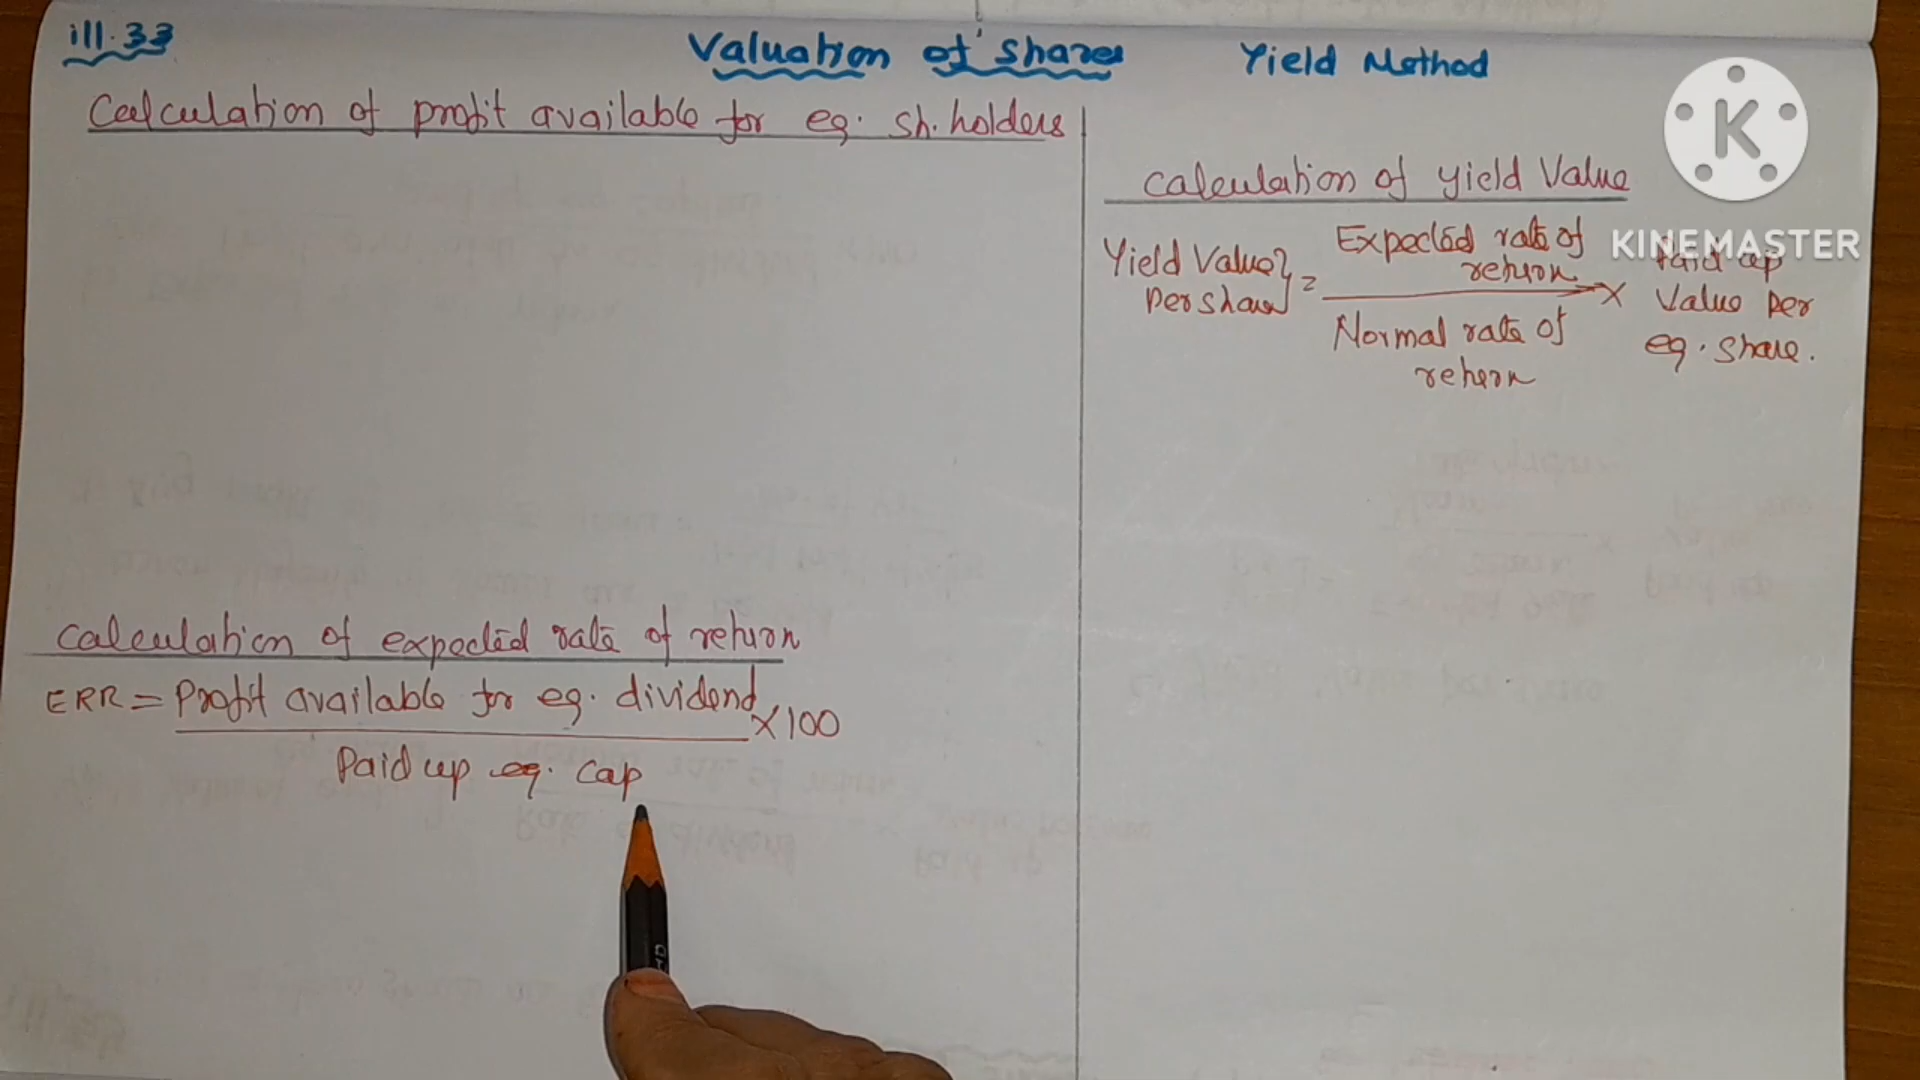 ill.33
Valuation of shares Yield Method
Calculation of profit available for eq. sh. holders
Calculation of expected rate of return
ERR = Profit available for eq. dividend × 100
Paid up eq. cap
HD
K
KINEMASTER
Calculation of yield Value
Yield Value } = Expected rate of return × Paid up
per share Normal rate of return Value per
eq. share.